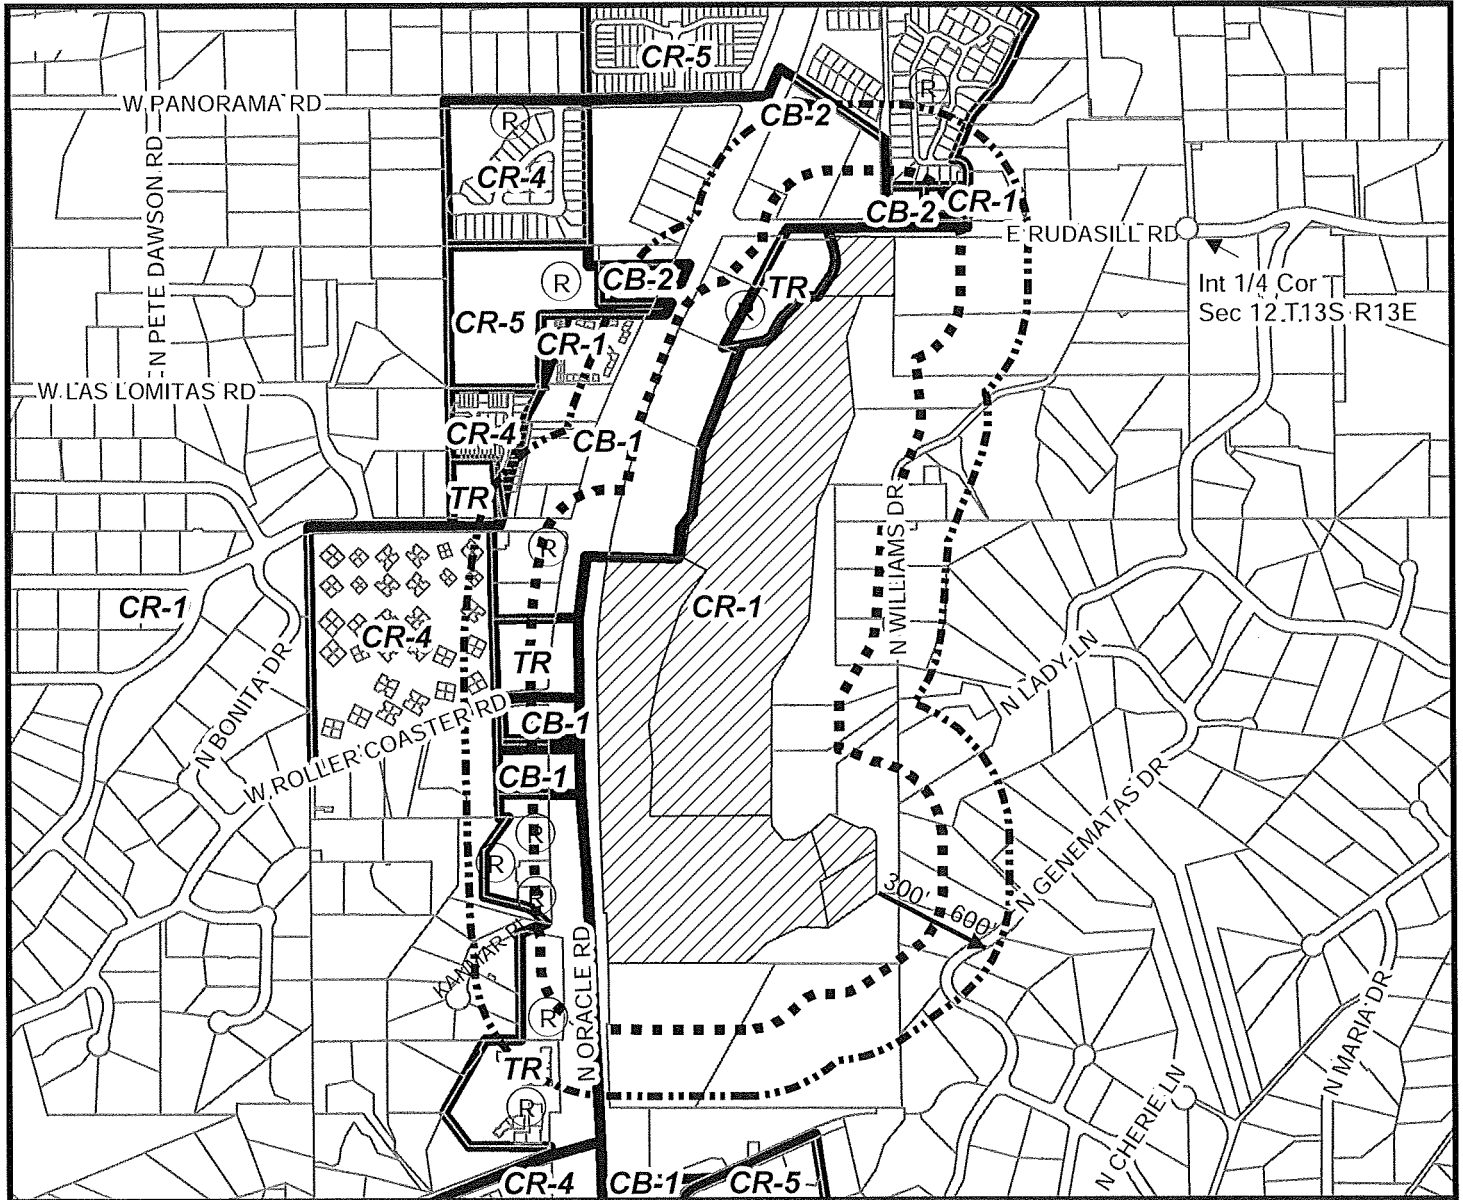 CR-5
W PANORAMA RD
R
CB-2
R
CR-4
N PETE DAWSON RD
CB-2
CR-1
E RUDASILL RD
Int 1/4 Cor
Sec 12 T.13S R13E
R
CB-2
TR
R
CR-5
CR-1
W LAS LOMITAS RD
CR-4
CB-1
TR
N WILLIAMS DR
R
CR-1
CR-1
CR-4
TR
N LADY LN
N BONITA DR
W ROLLER COASTER RD
CB-1
CB-1
N GENEMATAS DR
R
R
R
300'
600'
KANMAR PL
N ORACLE RD
R
TR
R
N MARIA DR
N CHERIE LN
CR-4
CB-1
CR-5